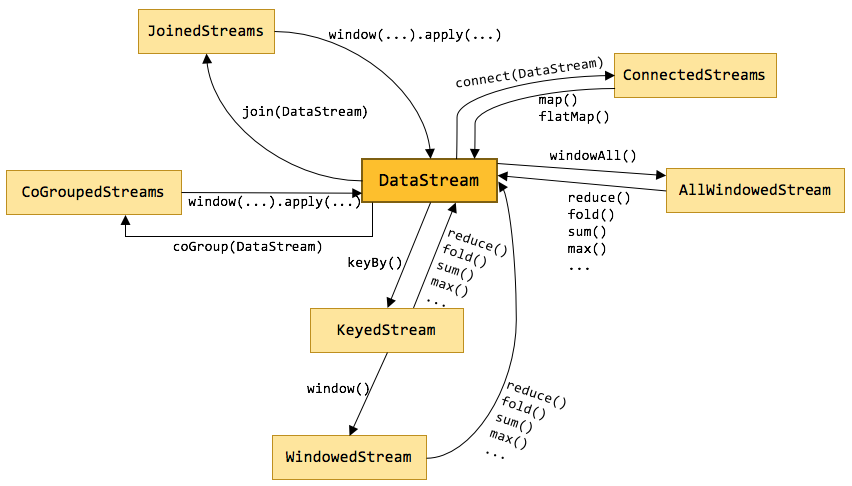 JoinedStreams
window(...).apply(...)
connect(DataStream)
ConnectedStreams
map()
flatMap()
join(DataStream)
windowAll()
DataStream
AllWindowedStream
CoGroupedStreams
window(...).apply(...)
reduce()
fold()
sum()
max()
...
coGroup(DataStream)
keyBy()
reduce()
fold()
sum()
max()
...
KeyedStream
window()
reduce()
fold()
sum()
max()
...
WindowedStream